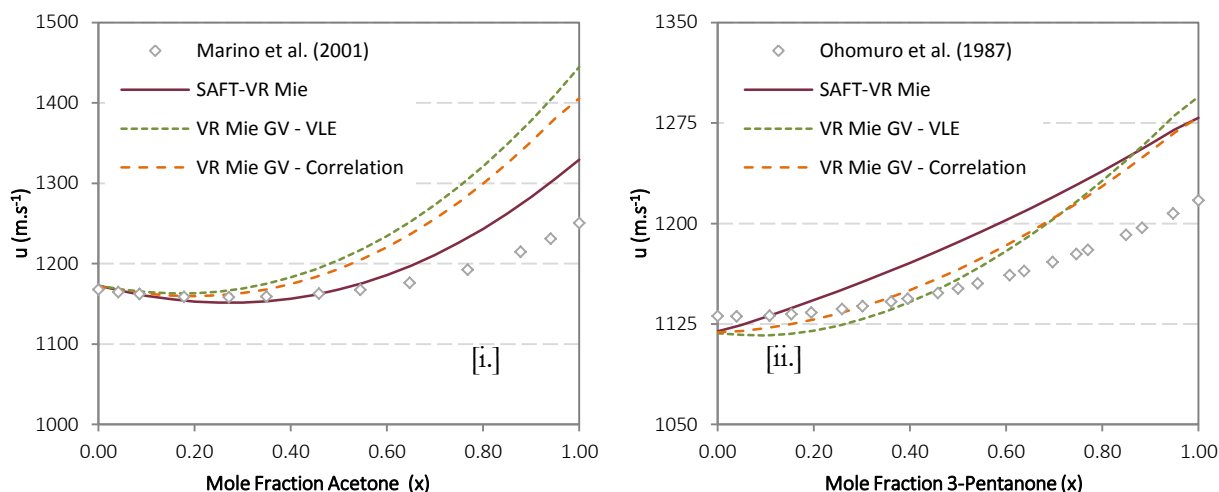 1500
1400
1300
1200
1100
1000
u (m.s⁻¹)
Marino et al. (2001)
SAFT-VR Mie
VR Mie GV - VLE
VR Mie GV - Correlation
[i.]
0.00 0.20 0.40 0.60 0.80 1.00
Mole Fraction Acetone (x)
1350
1275
1200
1125
1050
u (m.s⁻¹)
Ohomuro et al. (1987)
SAFT-VR Mie
VR Mie GV - VLE
VR Mie GV - Correlation
[ii.]
0.00 0.20 0.40 0.60 0.80 1.00
Mole Fraction 3-Pentanone (x)